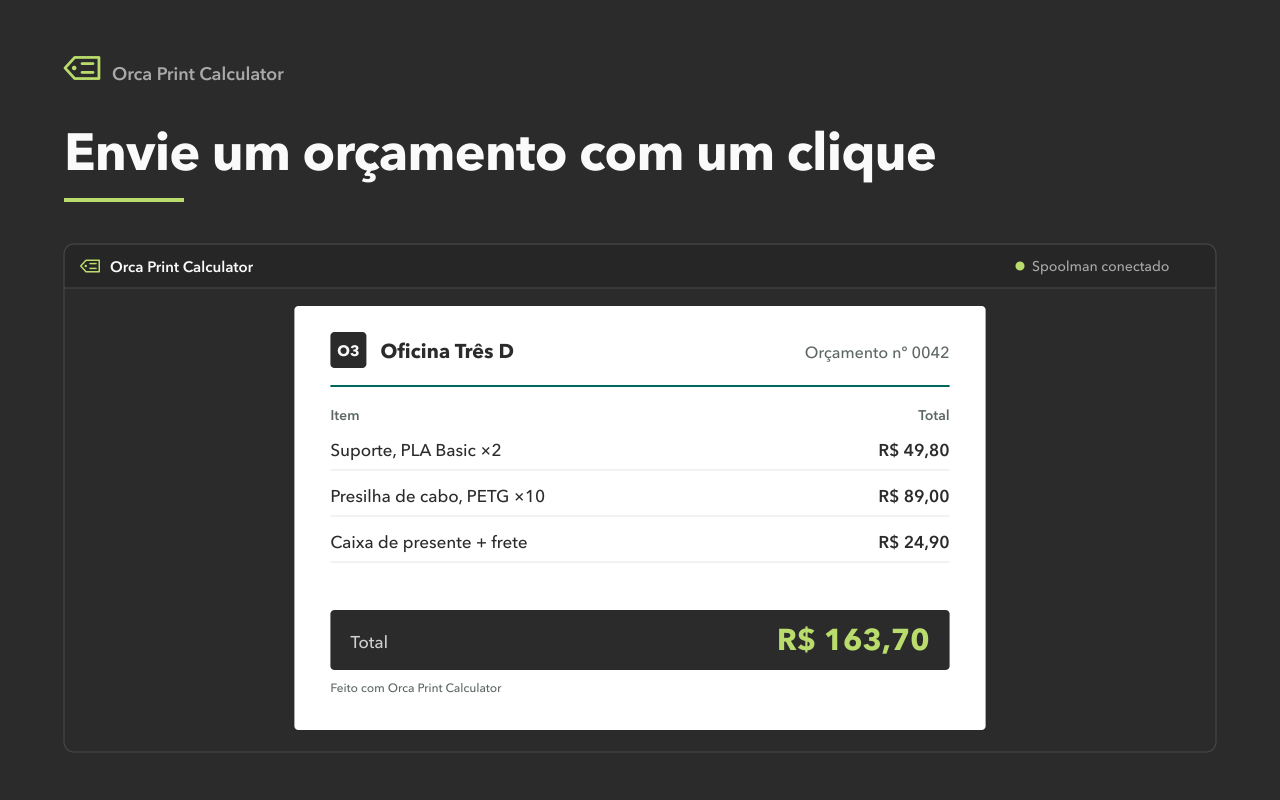 Orca Print Calculator
Envie um orçamento com um clique
Orca Print Calculator
Spoolman conectado
O3
Oficina Três D
Orçamento nº 0042
Item
Total
Suporte, PLA Basic ×2
R$ 49,80
Presilha de cabo, PETG ×10
R$ 89,00
Caixa de presente + frete
R$ 24,90
Total
R$ 163,70
Feito com Orca Print Calculator